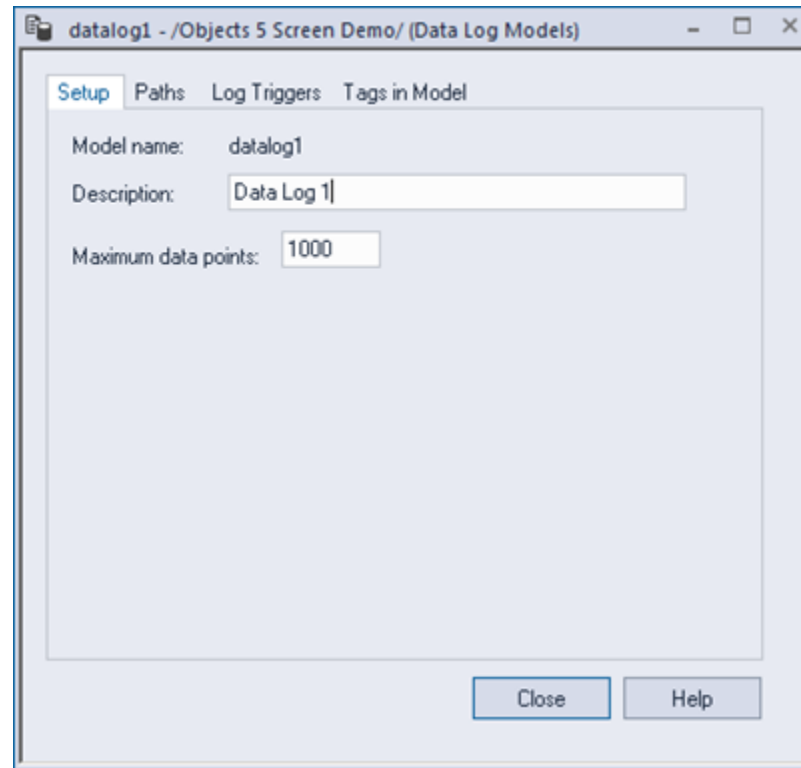 datalog1 - /Objects 5 Screen Demo/ (Data Log Models)
Setup Paths Log Triggers Tags in Model
Model name: datalog1
Description: Data Log 1
Maximum data points: 1000
Close Help